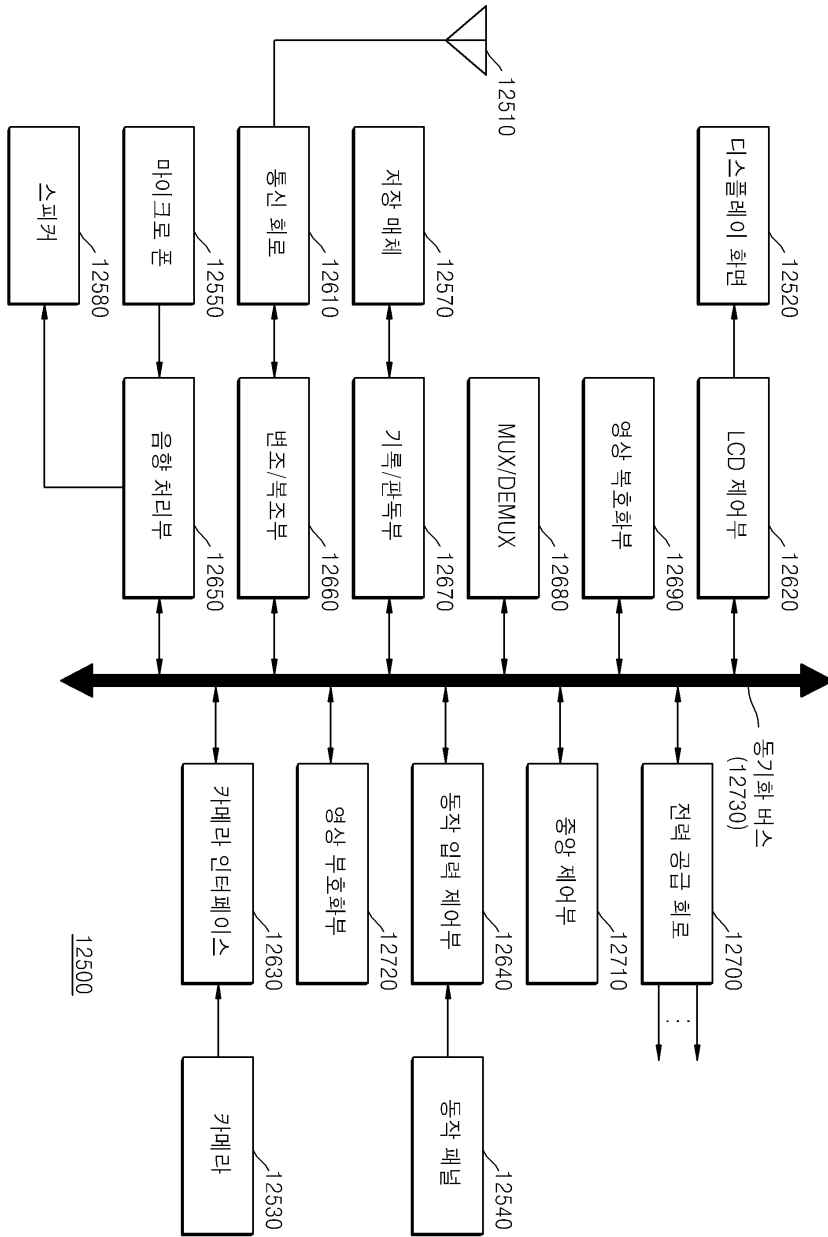 12510
디스플레이 화면
12520
LCD 제어부
12620
영상 복호화부
12690
MUX/DEMUX
12680
저장 매체
12570
기록/판독부
12670
통신 회로
12610
변조/복조부
12660
마이크로 폰
12550
음향 처리부
12650
스피커
12580
동기화 버스
(12730)
전력 공급 회로
12700
중앙 제어부
12710
동작 입력 제어부
12640
동작 패널
12540
영상 부호화부
12720
카메라 인터페이스
12630
카메라
12530
12500